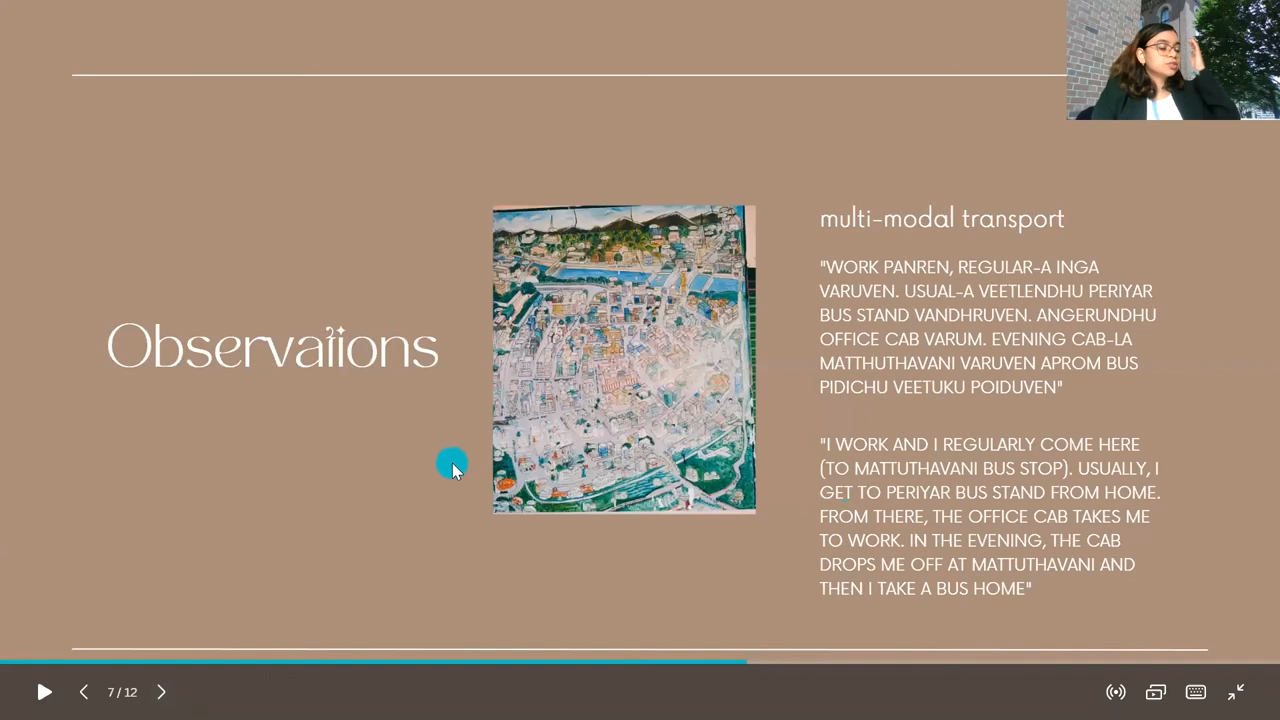 Observations
multi-modal transport
"WORK PANREN, REGULAR-A INGA
VARUVEN. USUAL-A VEETLENDHU PERIYAR
BUS STAND VANDHRUVEN. ANGERUNDHU
OFFICE CAB VARUM. EVENING CAB-LA
MATTHUTHAVANI VARUVEN APROM BUS
PIDICHU VEETUKU POIDUVEN"
"I WORK AND I REGULARLY COME HERE
(TO MATTUTHAVANI BUS STOP). USUALLY, I
GET TO PERIYAR BUS STAND FROM HOME.
FROM THERE, THE OFFICE CAB TAKES ME
TO WORK. IN THE EVENING, THE CAB
DROPS ME OFF AT MATTUTHAVANI AND
THEN I TAKE A BUS HOME"
7 / 12